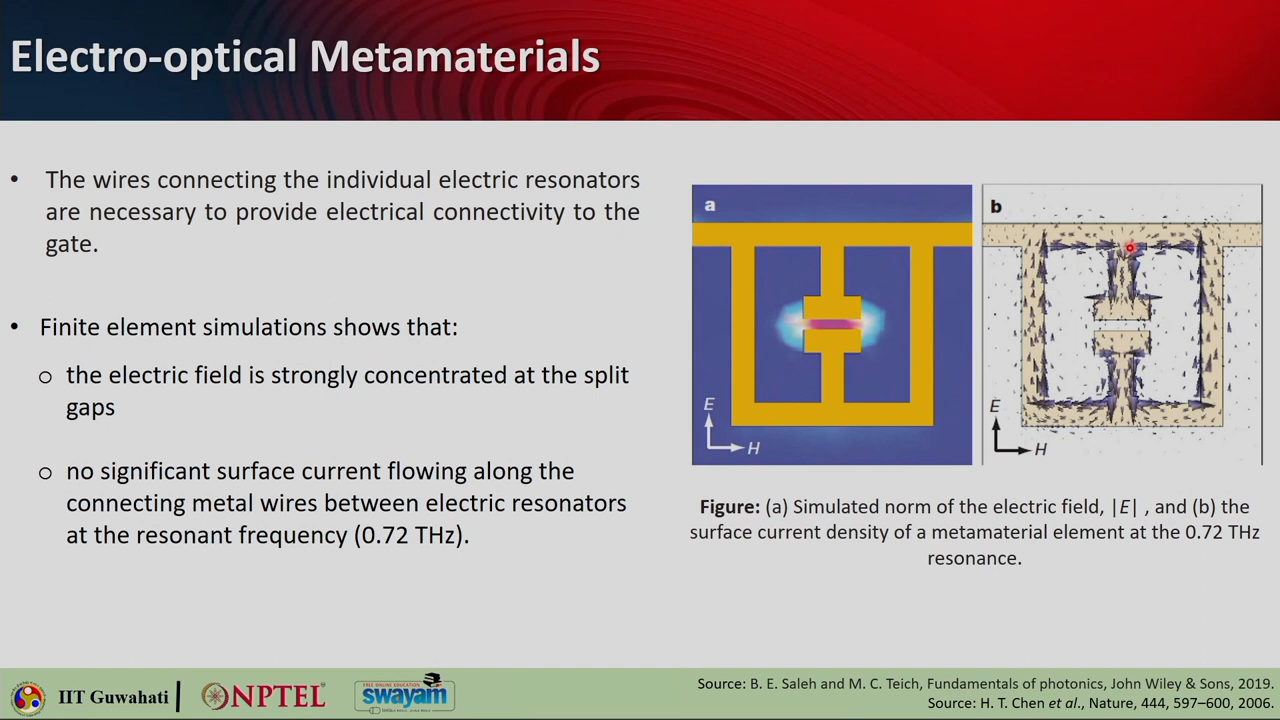 Electro-optical Metamaterials
• The wires connecting the individual electric resonators
are necessary to provide electrical connectivity to the
gate.
• Finite element simulations shows that:
o the electric field is strongly concentrated at the split
gaps
o no significant surface current flowing along the
connecting metal wires between electric resonators
at the resonant frequency (0.72 THz).
a
E
H
b
E
H
Figure: (a) Simulated norm of the electric field, |E| , and (b) the
surface current density of a metamaterial element at the 0.72 THz
resonance.
IIT Guwahati
NPTEL
FREE ONLINE EDUCATION
swayam
Source: B. E. Saleh and M. C. Teich, Fundamentals of photonics, John Wiley & Sons, 2019.
Source: H. T. Chen et al., Nature, 444, 597–600, 2006.